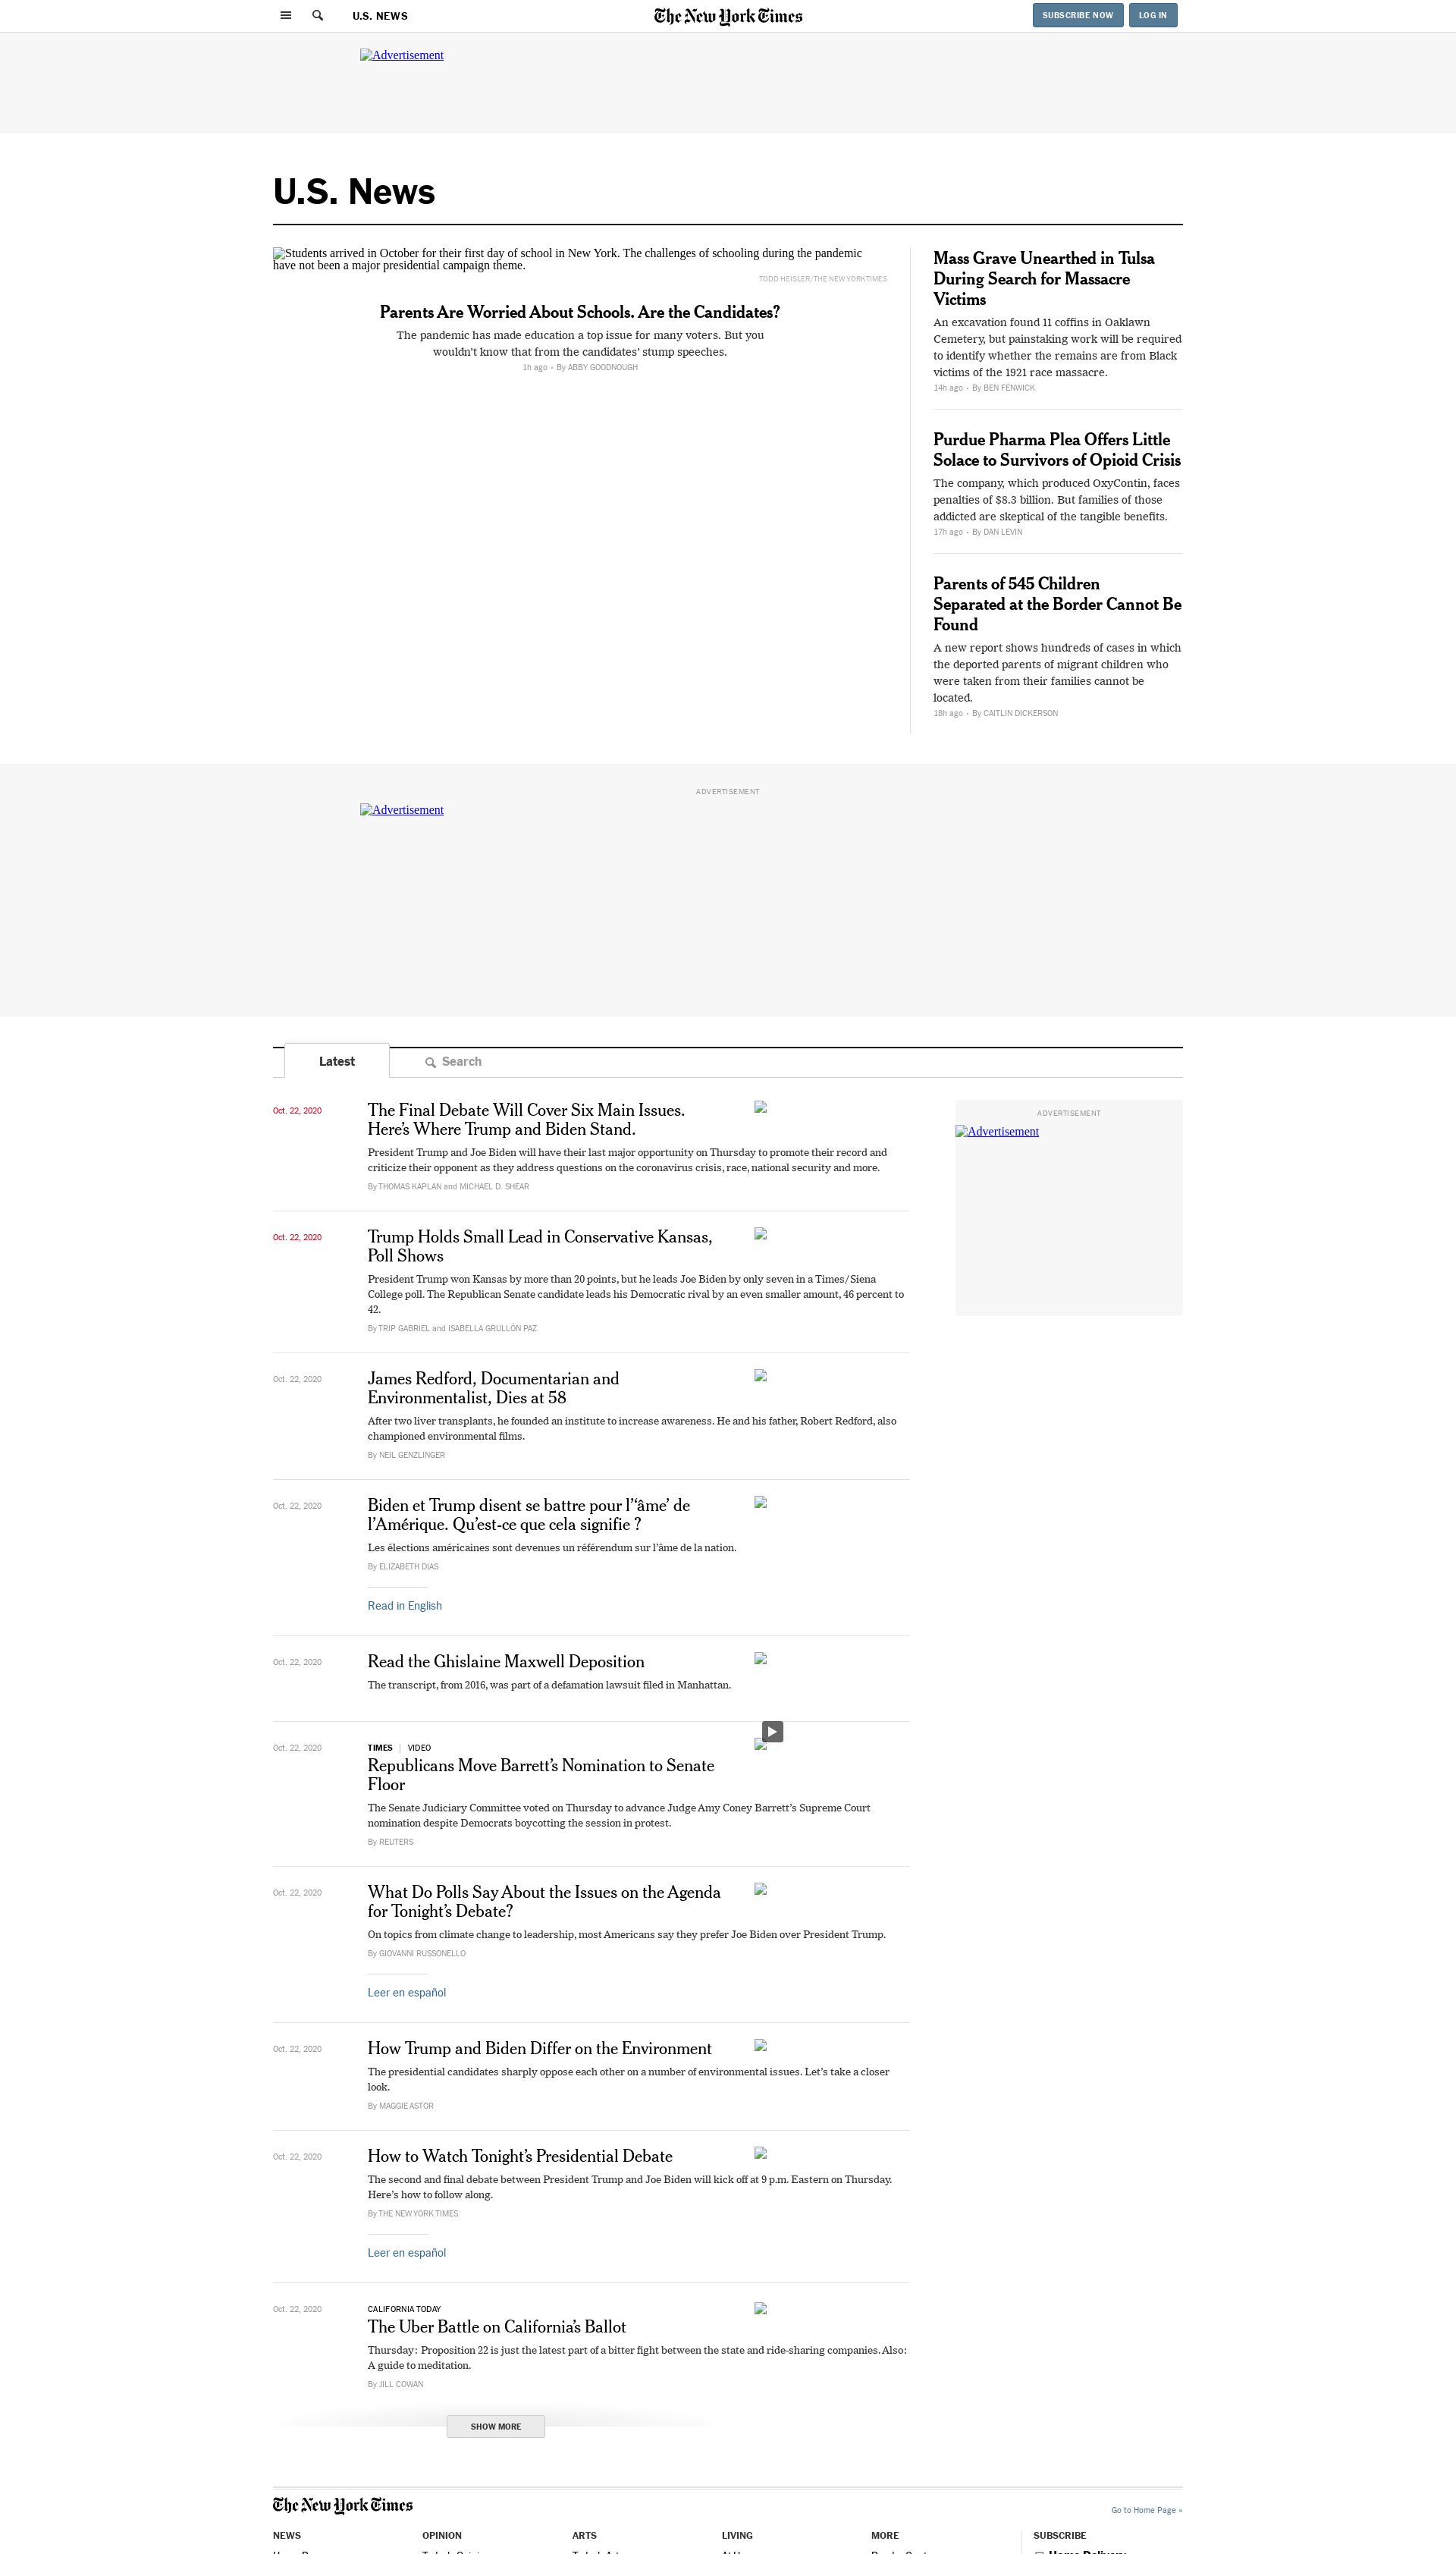 U.S. NEWS
The New York Times
SUBSCRIBE NOW
LOG IN
Advertisement
U.S. News
Students arrived in October for their first day of school in New York. The challenges of schooling during the pandemic
have not been a major presidential campaign theme.
TODD HEISLER/THE NEW YORK TIMES
Parents Are Worried About Schools. Are the Candidates?
The pandemic has made education a top issue for many voters. But you
wouldn't know that from the candidates' stump speeches.
1h ago • By ABBY GOODNOUGH
Mass Grave Unearthed in Tulsa
During Search for Massacre
Victims
An excavation found 11 coffins in Oaklawn
Cemetery, but painstaking work will be required
to identify whether the remains are from Black
victims of the 1921 race massacre.
14h ago • By BEN FENWICK
Purdue Pharma Plea Offers Little
Solace to Survivors of Opioid Crisis
The company, which produced OxyContin, faces
penalties of $8.3 billion. But families of those
addicted are skeptical of the tangible benefits.
17h ago • By DAN LEVIN
Parents of 545 Children
Separated at the Border Cannot Be
Found
A new report shows hundreds of cases in which
the deported parents of migrant children who
were taken from their families cannot be
located.
18h ago • By CAITLIN DICKERSON
ADVERTISEMENT
Advertisement
Latest
Search
Oct. 22, 2020
The Final Debate Will Cover Six Main Issues.
Here's Where Trump and Biden Stand.
President Trump and Joe Biden will have their last major opportunity on Thursday to promote their record and
criticize their opponent as they address questions on the coronavirus crisis, race, national security and more.
By THOMAS KAPLAN and MICHAEL D. SHEAR
ADVERTISEMENT
Advertisement
Oct. 22, 2020
Trump Holds Small Lead in Conservative Kansas,
Poll Shows
President Trump won Kansas by more than 20 points, but he leads Joe Biden by only seven in a Times/Siena
College poll. The Republican Senate candidate leads his Democratic rival by an even smaller amount, 46 percent to
42.
By TRIP GABRIEL and ISABELLA GRULLÓN PAZ
Oct. 22, 2020
James Redford, Documentarian and
Environmentalist, Dies at 58
After two liver transplants, he founded an institute to increase awareness. He and his father, Robert Redford, also
championed environmental films.
By NEIL GENZLINGER
Oct. 22, 2020
Biden et Trump disent se battre pour l'‘âme’ de
l'Amérique. Qu'est-ce que cela signifie ?
Les élections américaines sont devenues un référendum sur l'âme de la nation.
By ELIZABETH DIAS
Read in English
Oct. 22, 2020
Read the Ghislaine Maxwell Deposition
The transcript, from 2016, was part of a defamation lawsuit filed in Manhattan.
Oct. 22, 2020
TIMES | VIDEO
Republicans Move Barrett's Nomination to Senate
Floor
The Senate Judiciary Committee voted on Thursday to advance Judge Amy Coney Barrett's Supreme Court
nomination despite Democrats boycotting the session in protest.
By REUTERS
Oct. 22, 2020
What Do Polls Say About the Issues on the Agenda
for Tonight's Debate?
On topics from climate change to leadership, most Americans say they prefer Joe Biden over President Trump.
By GIOVANNI RUSSONELLO
Leer en español
Oct. 22, 2020
How Trump and Biden Differ on the Environment
The presidential candidates sharply oppose each other on a number of environmental issues. Let's take a closer
look.
By MAGGIE ASTOR
Oct. 22, 2020
How to Watch Tonight's Presidential Debate
The second and final debate between President Trump and Joe Biden will kick off at 9 p.m. Eastern on Thursday.
Here's how to follow along.
By THE NEW YORK TIMES
Leer en español
Oct. 22, 2020
CALIFORNIA TODAY
The Uber Battle on California's Ballot
Thursday: Proposition 22 is just the latest part of a bitter fight between the state and ride-sharing companies. Also:
A guide to meditation.
By JILL COWAN
SHOW MORE
The New York Times
Go to Home Page »
NEWS
OPINION
ARTS
LIVING
MORE
SUBSCRIBE
Home Delivery